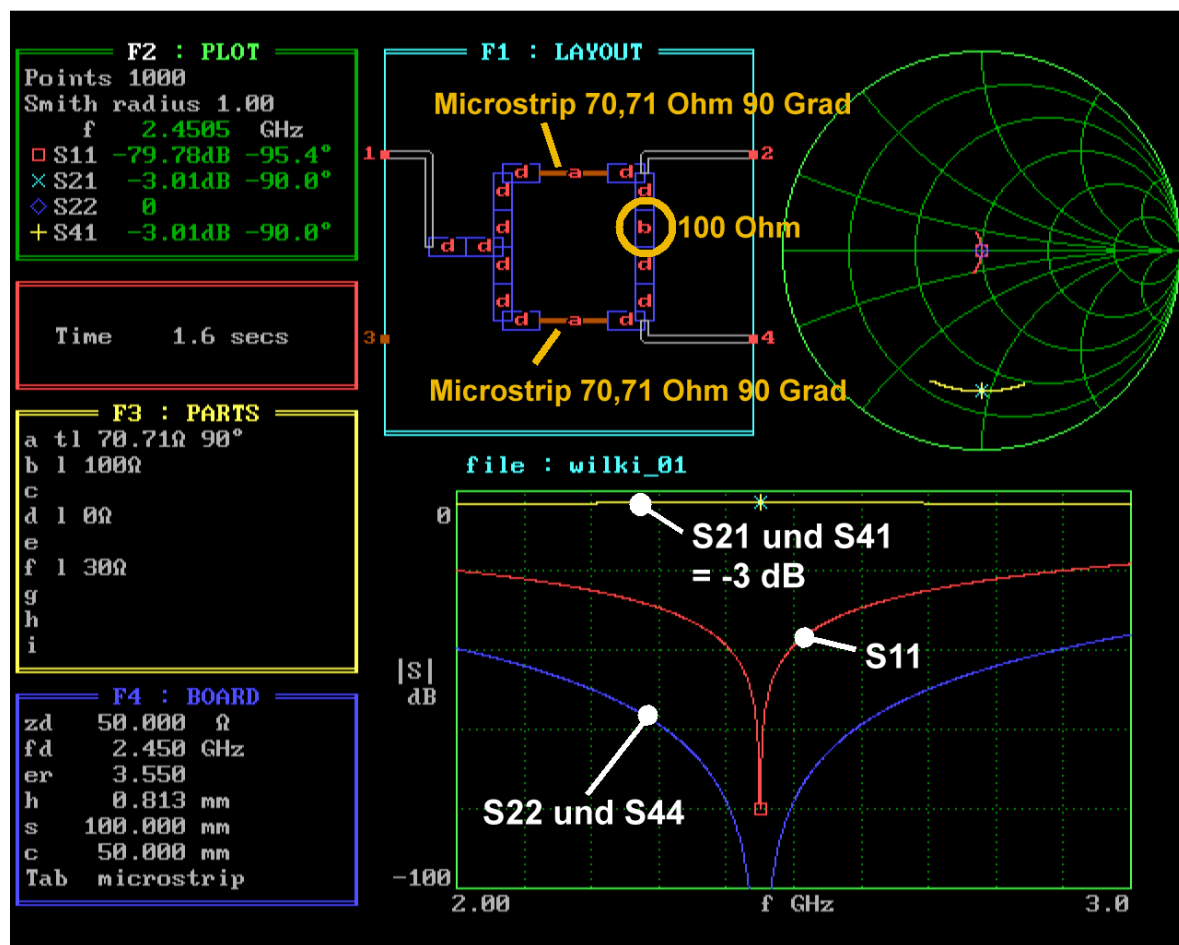 F2 : PLOT
Points 1000
Smith radius 1.00
f 2.4505 GHz
S11 -79.78dB -95.4°
S21 -3.01dB -90.0°
S22 0
S41 -3.01dB -90.0°
Time 1.6 secs
F3 : PARTS
a tl 70.71Ω 90°
b l 100Ω
c
d l 0Ω
e
f l 30Ω
g
h
i
F4 : BOARD
zd 50.000 Ω
fd 2.450 GHz
er 3.550
h 0.813 mm
s 100.000 mm
c 50.000 mm
Tab microstrip
F1 : LAYOUT
Microstrip 70,71 Ohm 90 Grad
1
2
d a d
d d
d b
100 Ohm
d d
d d
d d
d a d
3
4
Microstrip 70,71 Ohm 90 Grad
file : wilki_01
0
S21 und S41
= -3 dB
S11
|S|
dB
S22 und S44
-100
2.00 f GHz 3.0